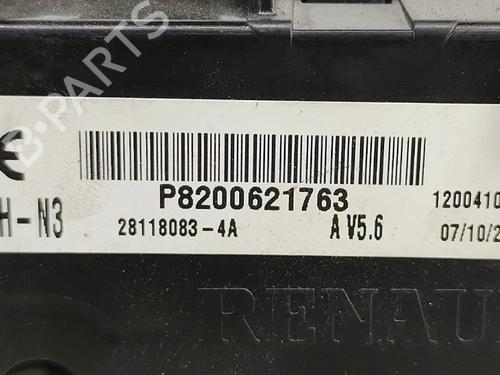 P8200621763
1200410
H-N3
28118083-4A
A V5.6
07/10/2
RENAU
B-PARTS